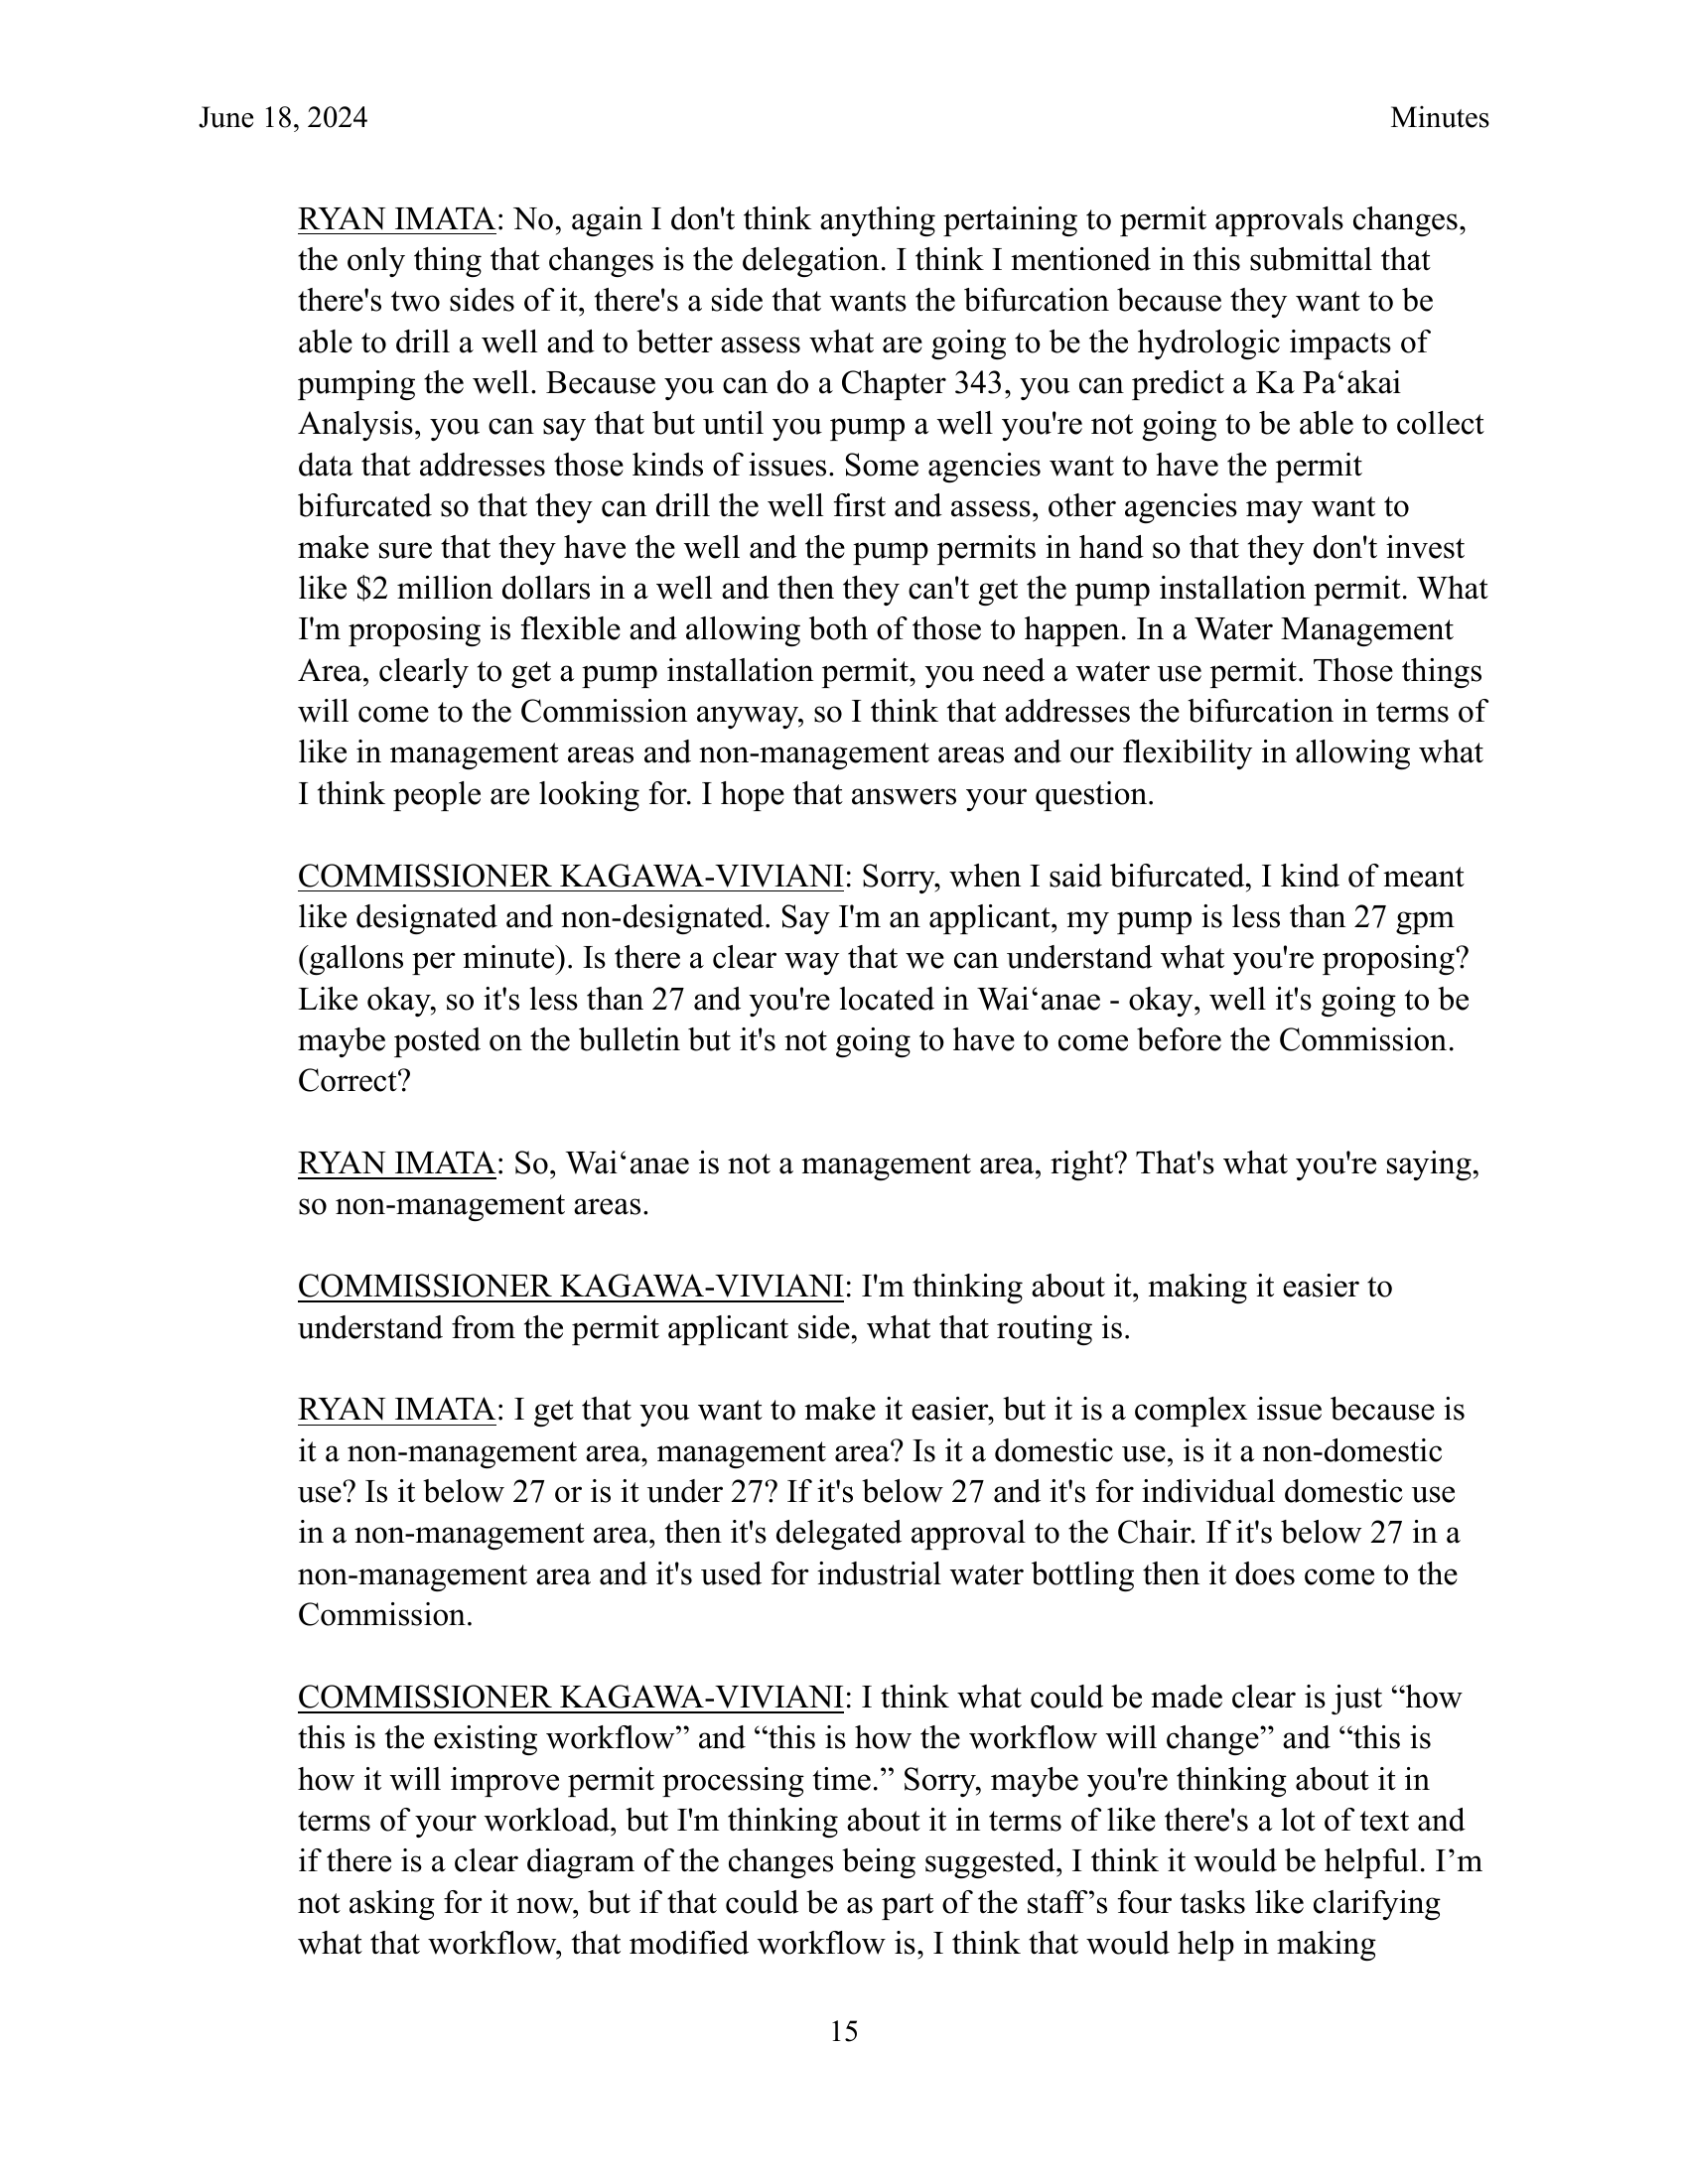 June 18, 2024 Minutes
RYAN IMATA: No, again I don't think anything pertaining to permit approvals changes,
the only thing that changes is the delegation. I think I mentioned in this submittal that
there's two sides of it, there's a side that wants the bifurcation because they want to be
able to drill a well and to better assess what are going to be the hydrologic impacts of
pumping the well. Because you can do a Chapter 343, you can predict a Ka Pa‘akai
Analysis, you can say that but until you pump a well you're not going to be able to collect
data that addresses those kinds of issues. Some agencies want to have the permit
bifurcated so that they can drill the well first and assess, other agencies may want to
make sure that they have the well and the pump permits in hand so that they don't invest
like $2 million dollars in a well and then they can't get the pump installation permit. What
I'm proposing is flexible and allowing both of those to happen. In a Water Management
Area, clearly to get a pump installation permit, you need a water use permit. Those things
will come to the Commission anyway, so I think that addresses the bifurcation in terms of
like in management areas and non-management areas and our flexibility in allowing what
I think people are looking for. I hope that answers your question.
COMMISSIONER KAGAWA-VIVIANI: Sorry, when I said bifurcated, I kind of meant
like designated and non-designated. Say I'm an applicant, my pump is less than 27 gpm
(gallons per minute). Is there a clear way that we can understand what you're proposing?
Like okay, so it's less than 27 and you're located in Wai‘anae - okay, well it's going to be
maybe posted on the bulletin but it's not going to have to come before the Commission.
Correct?
RYAN IMATA: So, Wai‘anae is not a management area, right? That's what you're saying,
so non-management areas.
COMMISSIONER KAGAWA-VIVIANI: I'm thinking about it, making it easier to
understand from the permit applicant side, what that routing is.
RYAN IMATA: I get that you want to make it easier, but it is a complex issue because is
it a non-management area, management area? Is it a domestic use, is it a non-domestic
use? Is it below 27 or is it under 27? If it's below 27 and it's for individual domestic use
in a non-management area, then it's delegated approval to the Chair. If it's below 27 in a
non-management area and it's used for industrial water bottling then it does come to the
Commission.
COMMISSIONER KAGAWA-VIVIANI: I think what could be made clear is just “how
this is the existing workflow” and “this is how the workflow will change” and “this is
how it will improve permit processing time.” Sorry, maybe you're thinking about it in
terms of your workload, but I'm thinking about it in terms of like there's a lot of text and
if there is a clear diagram of the changes being suggested, I think it would be helpful. I’m
not asking for it now, but if that could be as part of the staff’s four tasks like clarifying
what that workflow, that modified workflow is, I think that would help in making
15